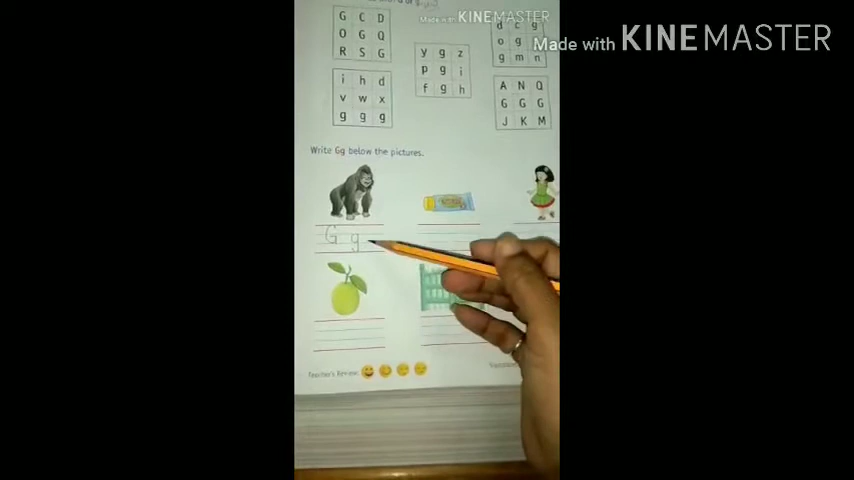 Made with KINEMASTER
Made with KINEMASTER
G C D
O G Q
R S G
y g z
p g i
f g h
d c g
o g
g m n
i h d
v w x
g g g
A N Q
G G G
J K M
Write Gg below the pictures.
G g
Teacher's Review: